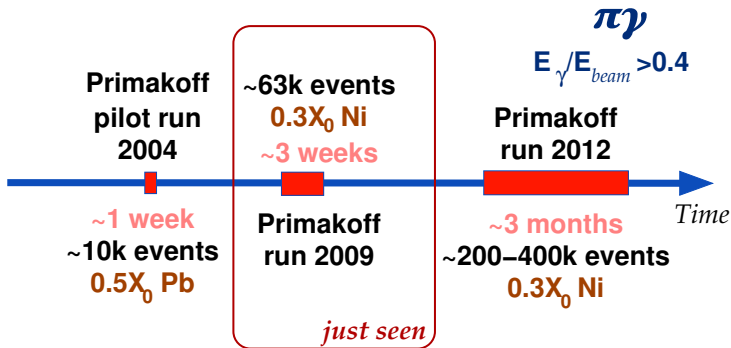 πγ
E_γ/E_beam >0.4
Primakoff
pilot run
2004
~1 week
~10k events
0.5X₀ Pb
~63k events
0.3X₀ Ni
~3 weeks
Primakoff
run 2009
just seen
Primakoff
run 2012
~3 months
~200−400k events
0.3X₀ Ni
Time